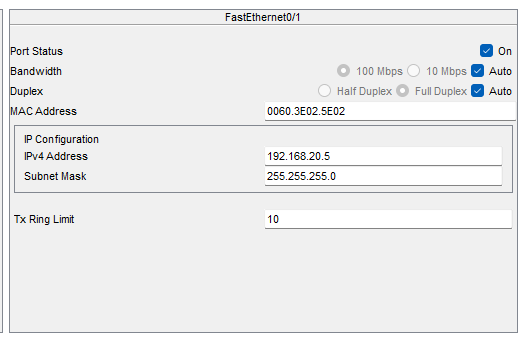 FastEthernet0/1
Port Status On
Bandwidth 100 Mbps 10 Mbps Auto
Duplex Half Duplex Full Duplex Auto
MAC Address 0060.3E02.5E02
IP Configuration
IPv4 Address 192.168.20.5
Subnet Mask 255.255.255.0
Tx Ring Limit 10